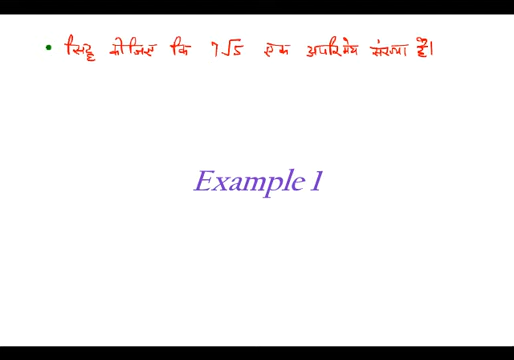 सिद्ध कीजिए कि 7√5 एक अपरिमेय संख्या है।
Example 1